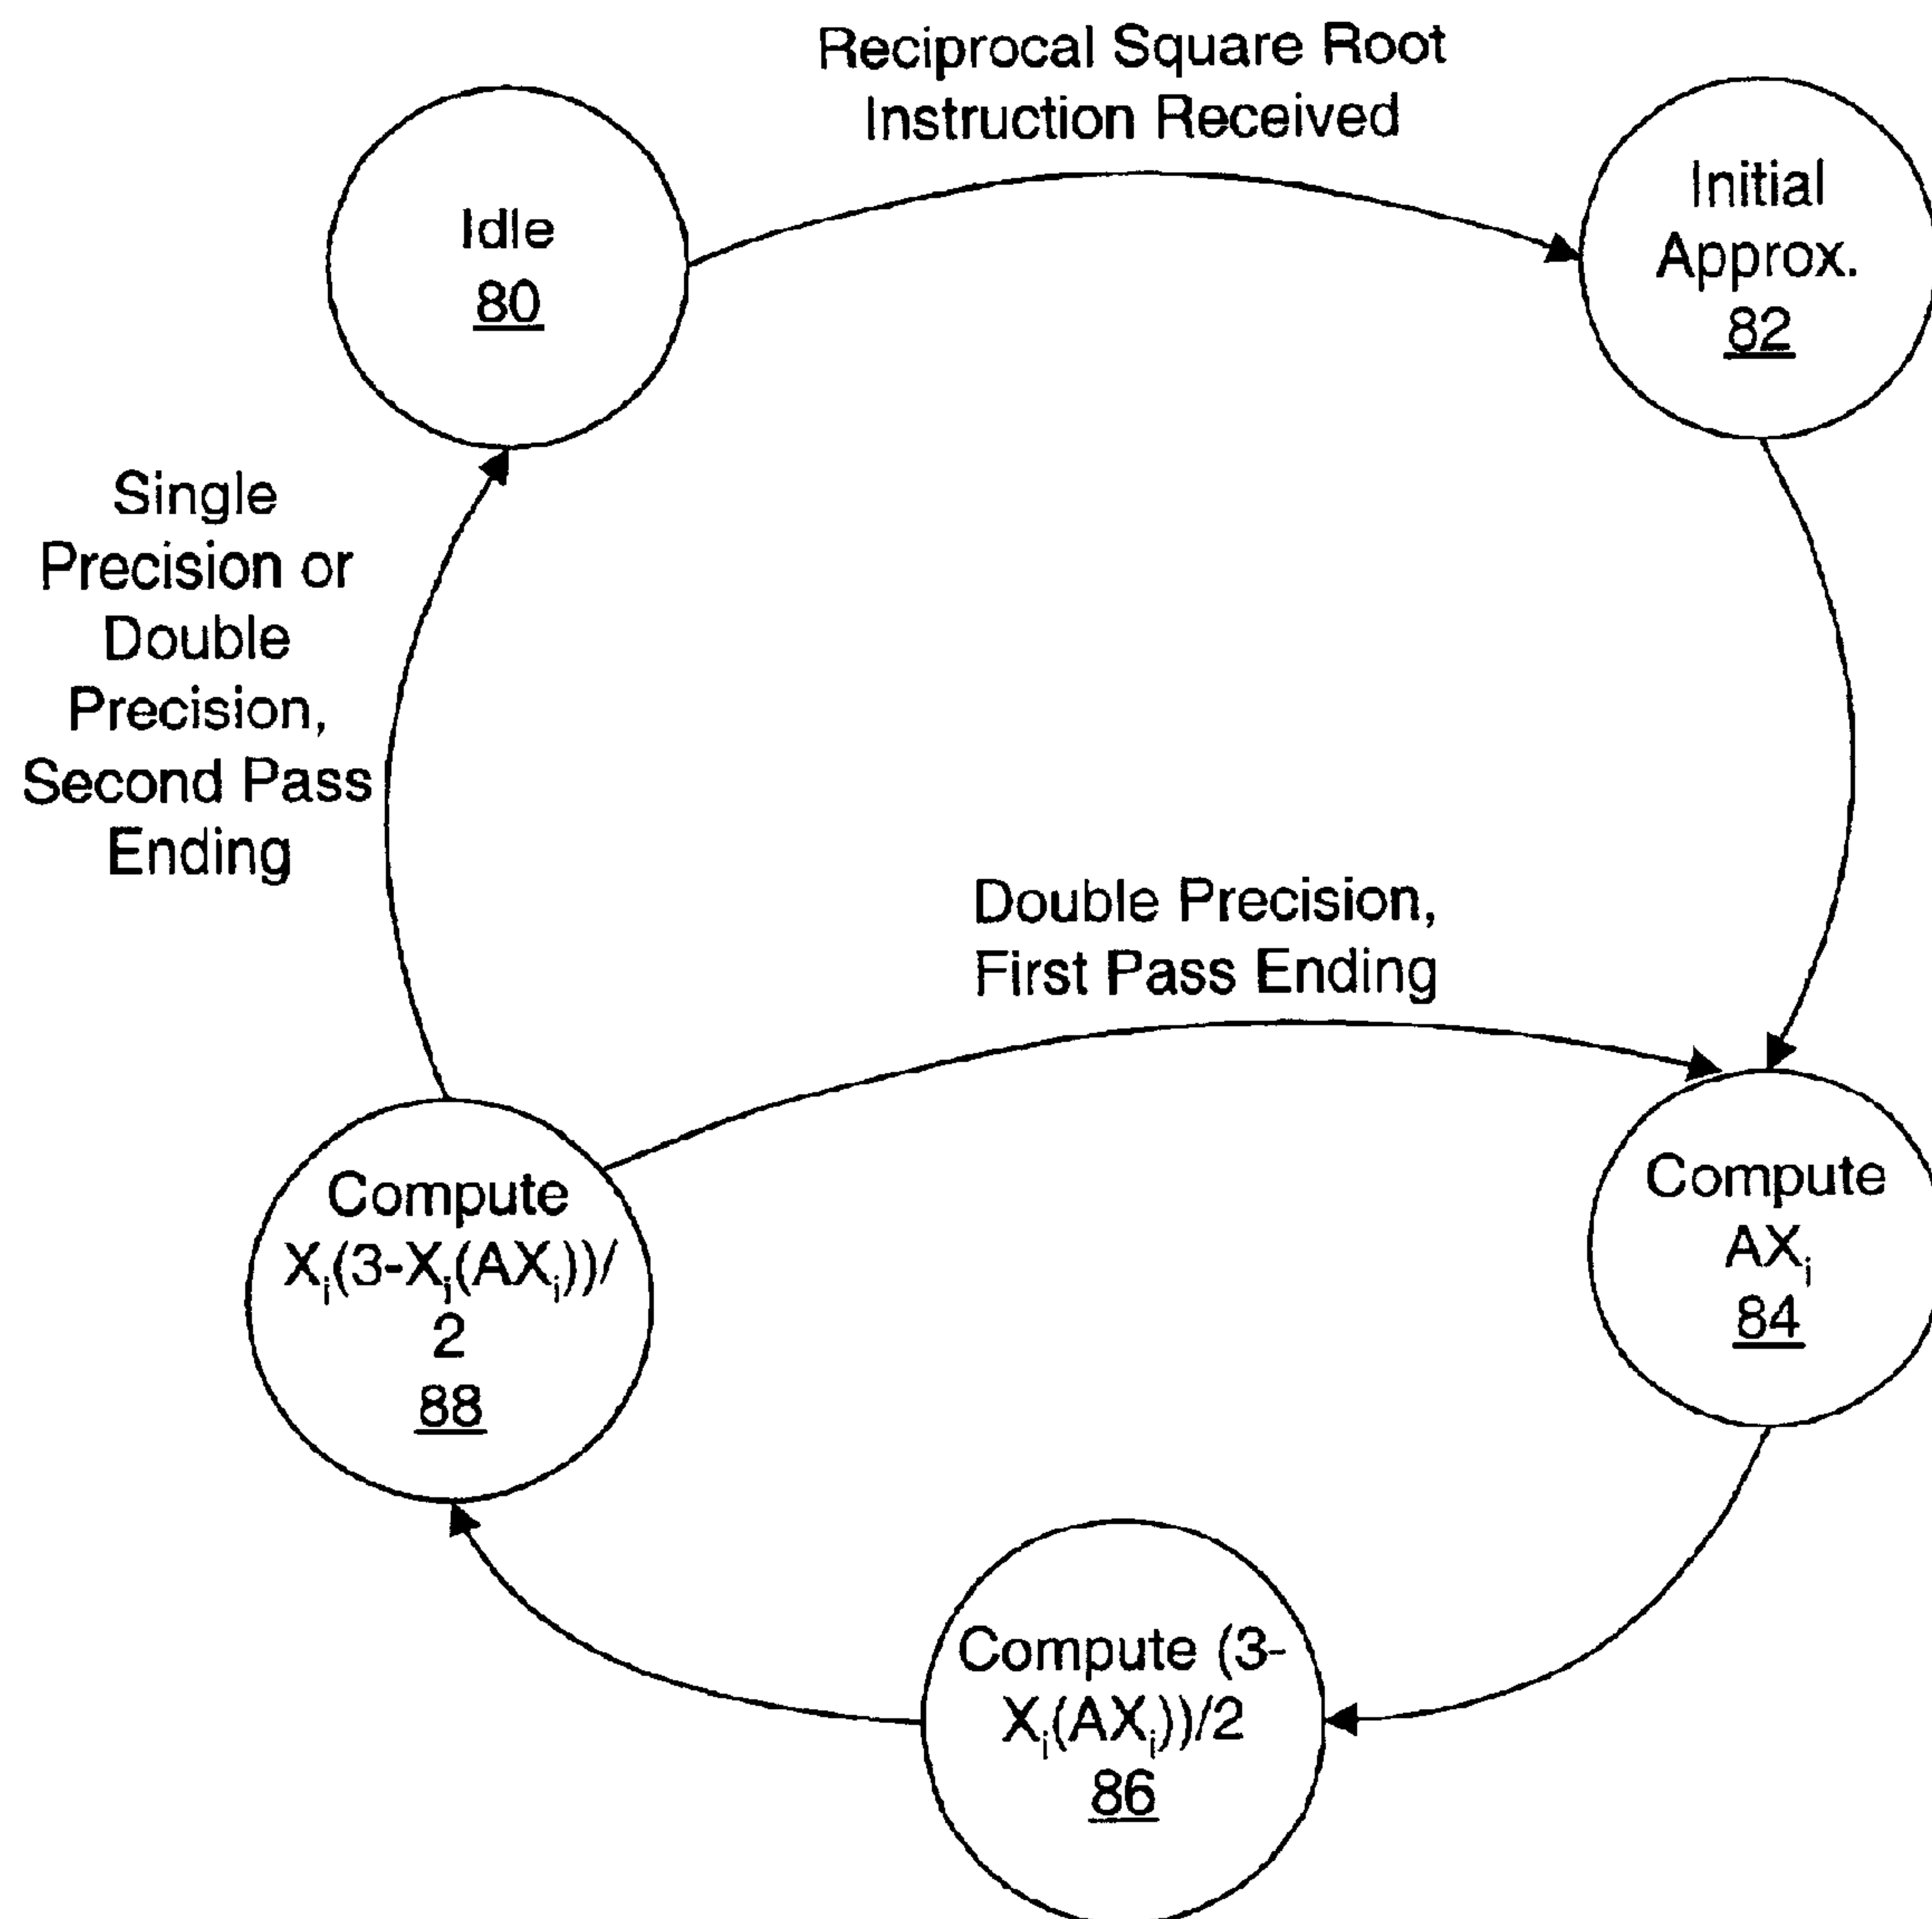 Reciprocal Square Root
Instruction Received
Idle
80
Initial
Approx.
82
Single
Precision or
Double
Precision,
Second Pass
Ending
Double Precision,
First Pass Ending
Compute
Xᵢ(3-Xᵢ(AXᵢ))/
2
88
Compute
AXᵢ
84
Compute (3-
Xᵢ(AXᵢ))/2
86